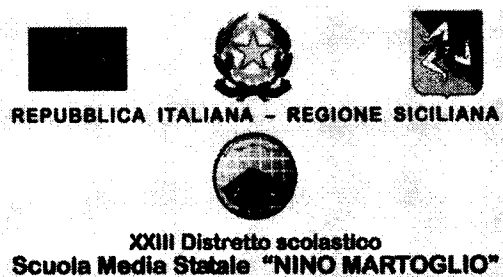 REPUBBLICA ITALIANA - REGIONE SICILIANA
XXIII Distretto scolastico
Scuola Media Statale "NINO MARTOGLIO"